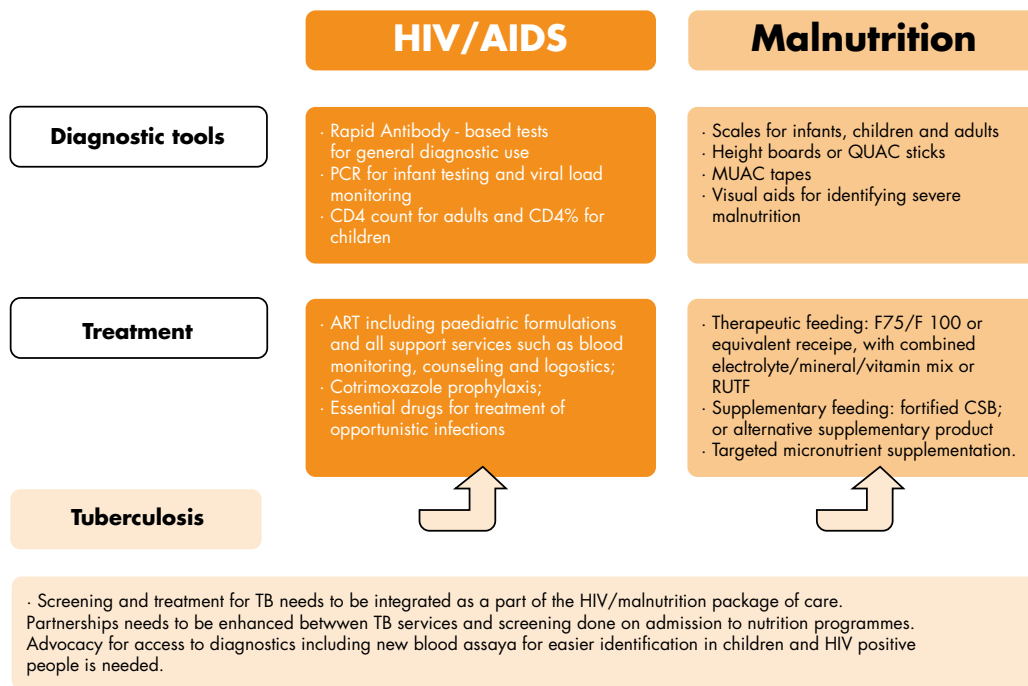 HIV/AIDS
Malnutrition
Diagnostic tools
· Rapid Antibody - based tests
for general diagnostic use
· PCR for infant testing and viral load
monitoring
· CD4 count for adults and CD4% for
children
· Scales for infants, children and adults
· Height boards or QUAC sticks
· MUAC tapes
· Visual aids for identifying severe
malnutrition
Treatment
· ART including paediatric formulations
and all support services such as blood
monitoring, counseling and logostics;
· Cotrimoxazole prophylaxis;
· Essential drugs for treatment of
opportunistic infections
· Therapeutic feeding: F75/F 100 or
equivalent receipe, with combined
electrolyte/mineral/vitamin mix or
RUTF
· Supplementary feeding: fortified CSB;
or alternative supplementary product
· Targeted micronutrient supplementation.
Tuberculosis
· Screening and treatment for TB needs to be integrated as a part of the HIV/malnutrition package of care.
Partnerships needs to be enhanced betwwen TB services and screening done on admission to nutrition programmes.
Advocacy for access to diagnostics including new blood assaya for easier identification in children and HIV positive
people is needed.